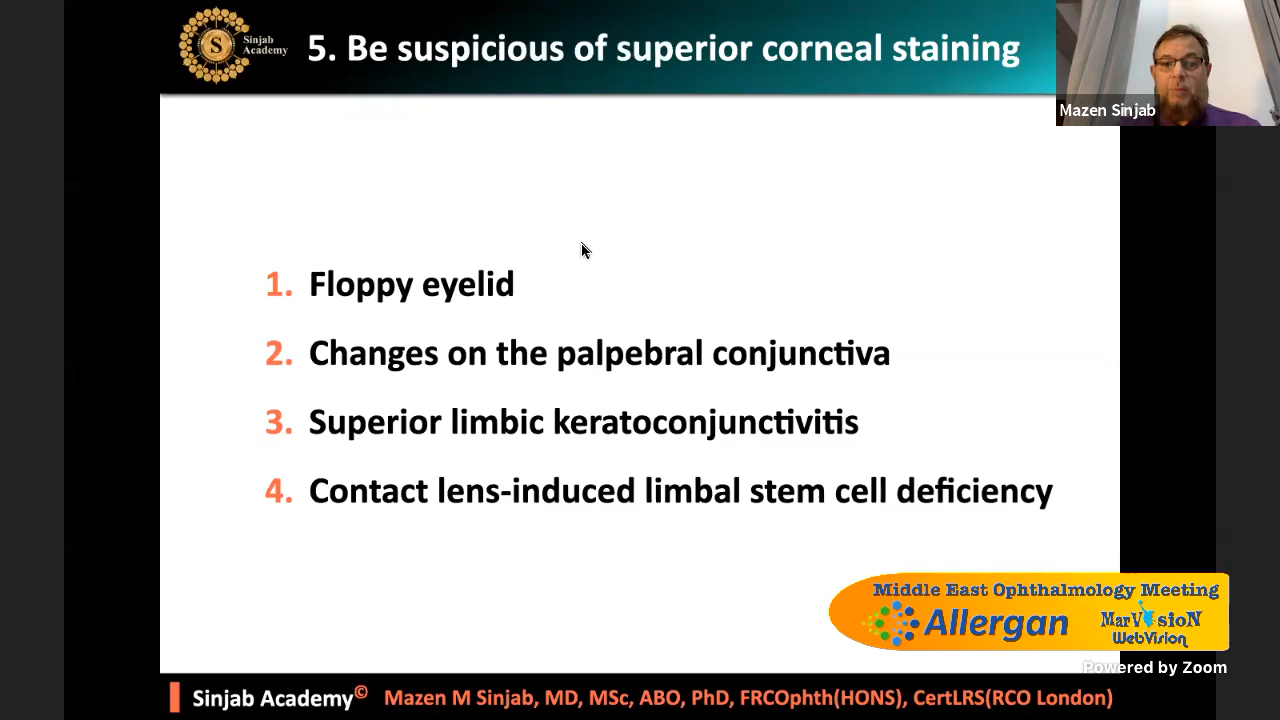 S
Sinjab
Academy
5. Be suspicious of superior corneal staining
Mazen Sinjab
1. Floppy eyelid
2. Changes on the palpebral conjunctiva
3. Superior limbic keratoconjunctivitis
4. Contact lens-induced limbal stem cell deficiency
Middle East Ophthalmology Meeting
Allergan
MarVisioN
WebVision
Powered by Zoom
Sinjab Academy© Mazen M Sinjab, MD, MSc, ABO, PhD, FRCOphth(HONS), CertLRS(RCO London)